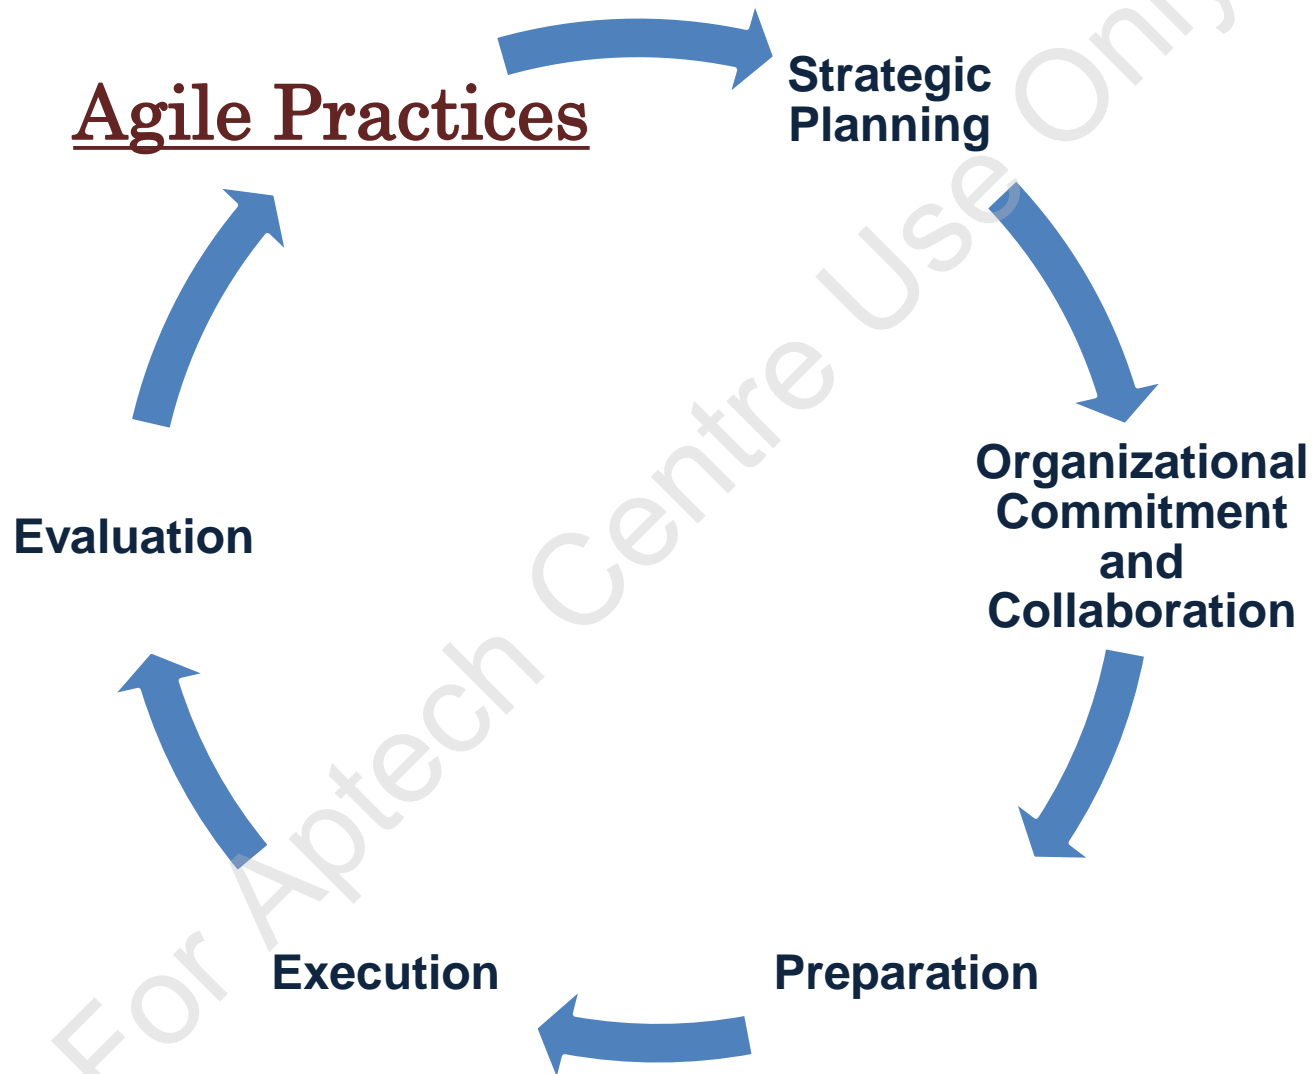 Agile Practices
Strategic
Planning
Organizational
Commitment
and
Collaboration
Preparation
Execution
Evaluation
For Aptech Centre Use Only